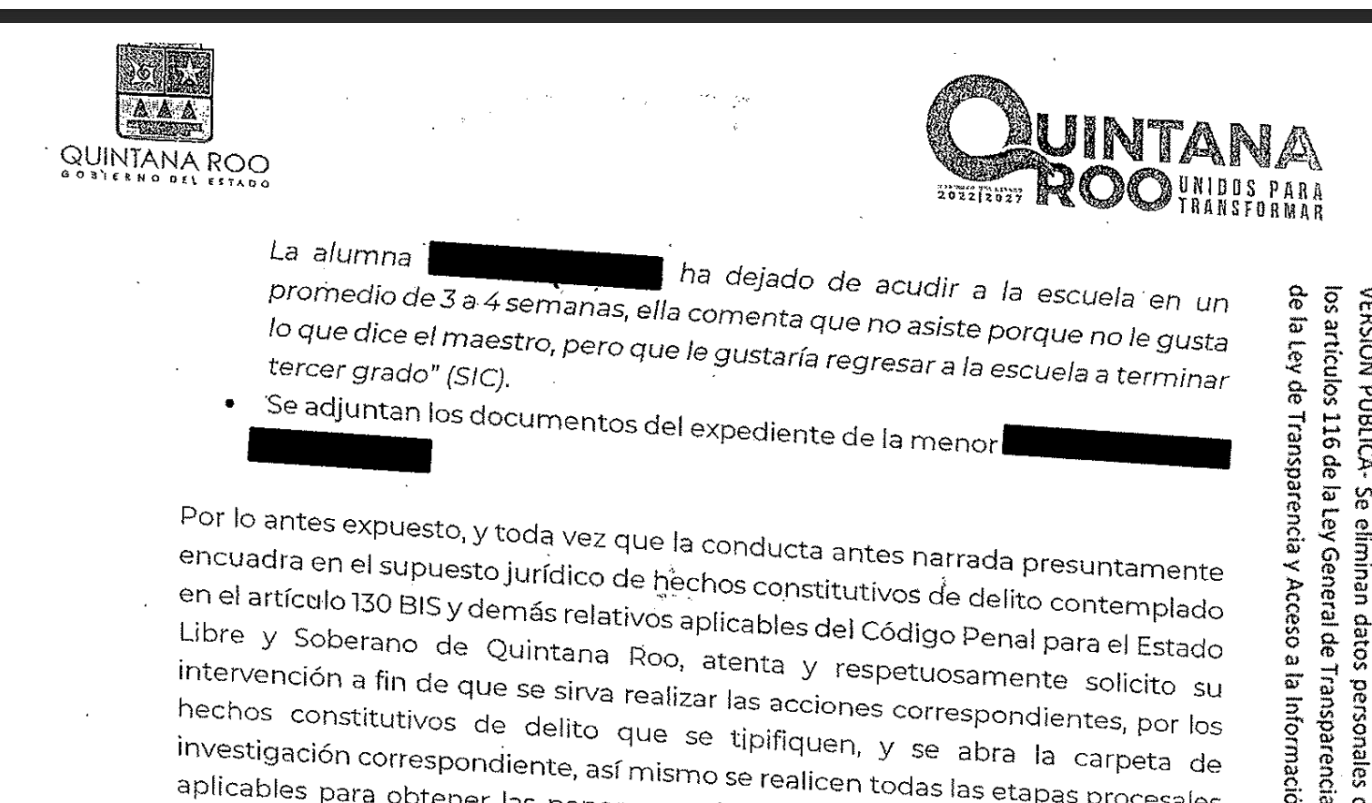 QUINTANA ROO
GOBIERNO DEL ESTADO
QUINTANA
ROO UNIDOS PARA
TRANSFORMAR
2022|2027
La alumna ha dejado de acudir a la escuela en un
promedio de 3 a 4 semanas, ella comenta que no asiste porque no le gusta
lo que dice el maestro, pero que le gustaría regresar a la escuela a terminar
tercer grado" (SIC).
• Se adjuntan los documentos del expediente de la menor
Por lo antes expuesto, y toda vez que la conducta antes narrada presuntamente
encuadra en el supuesto jurídico de hechos constitutivos de delito contemplado
en el artículo 130 BIS y demás relativos aplicables del Código Penal para el Estado
Libre y Soberano de Quintana Roo, atenta y respetuosamente solicito su
intervención a fin de que se sirva realizar las acciones correspondientes, por los
hechos constitutivos de delito que se tipifiquen, y se abra la carpeta de
investigación correspondiente, así mismo se realicen todas las etapas procesales
aplicables para obtener las
VERSIÓN PÚBLICA- Se eliminan datos personales
los artículos 116 de la Ley General de Transparencia
de la Ley de Transparencia y Acceso a la Informació